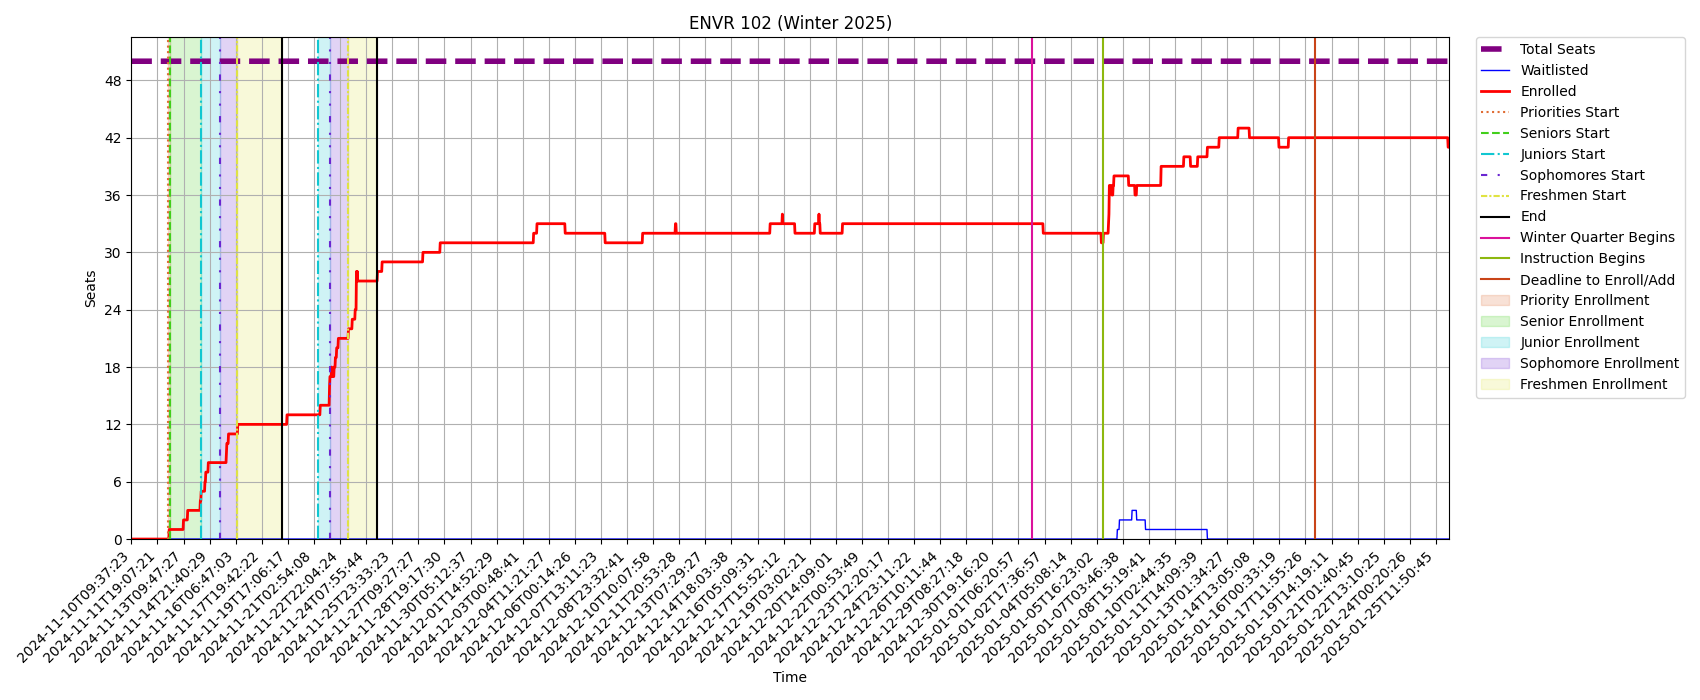 ENVR 102 (Winter 2025)
Seats
48
42
36
30
24
18
12
6
0
2024-11-10T09:37:23
2024-11-11T19:07:21
2024-11-13T09:47:27
2024-11-14T21:40:29
2024-11-16T06:47:03
2024-11-17T19:42:22
2024-11-19T17:06:17
2024-11-21T02:54:08
2024-11-22T22:04:24
2024-11-24T07:55:44
2024-11-25T23:33:23
2024-11-27T09:27:27
2024-11-28T19:17:30
2024-11-30T05:12:37
2024-12-01T14:52:29
2024-12-03T00:48:41
2024-12-04T11:21:27
2024-12-06T00:14:26
2024-12-07T13:11:23
2024-12-08T23:32:41
2024-12-10T10:07:58
2024-12-11T20:53:28
2024-12-13T07:29:27
2024-12-14T18:03:38
2024-12-16T05:09:31
2024-12-17T15:52:12
2024-12-19T03:02:21
2024-12-20T14:09:01
2024-12-22T00:53:49
2024-12-23T12:20:17
2024-12-24T23:11:22
2024-12-26T10:11:44
2024-12-29T08:27:18
2024-12-30T19:16:20
2025-01-01T06:20:57
2025-01-02T17:36:57
2025-01-04T05:08:14
2025-01-05T16:23:02
2025-01-07T03:46:38
2025-01-08T15:19:41
2025-01-10T02:44:35
2025-01-11T14:09:39
2025-01-13T01:34:27
2025-01-14T13:05:08
2025-01-16T00:33:19
2025-01-17T11:55:26
2025-01-19T14:19:11
2025-01-21T01:40:45
2025-01-22T13:10:25
2025-01-24T00:20:26
2025-01-25T11:50:45
Time
Total Seats
Waitlisted
Enrolled
Priorities Start
Seniors Start
Juniors Start
Sophomores Start
Freshmen Start
End
Winter Quarter Begins
Instruction Begins
Deadline to Enroll/Add
Priority Enrollment
Senior Enrollment
Junior Enrollment
Sophomore Enrollment
Freshmen Enrollment